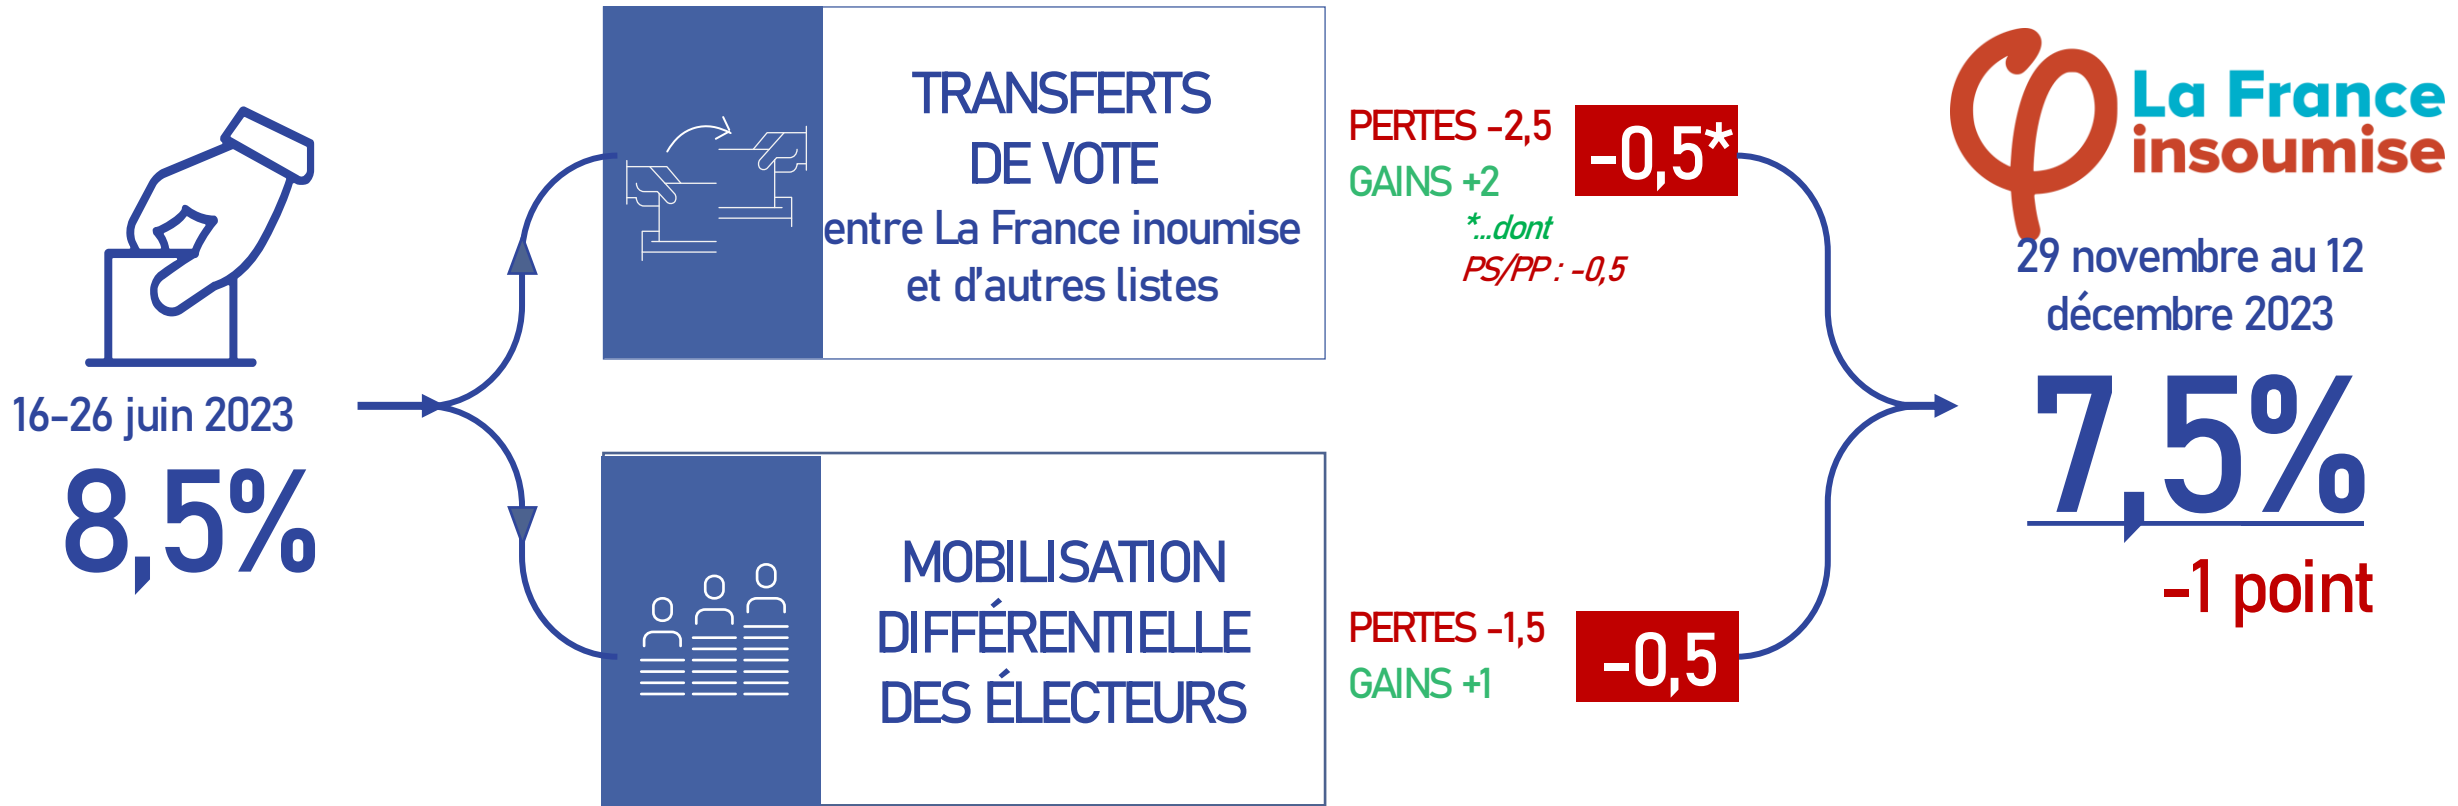 16-26 juin 2023
8,5%
TRANSFERTS
DE VOTE
entre La France inoumise
et d'autres listes
PERTES -2,5
GAINS +2
-0,5*
*...dont
PS/PP : -0,5
MOBILISATION
DIFFÉRENTIELLE
DES ÉLECTEURS
PERTES -1,5
GAINS +1
-0,5
La France
insoumise
29 novembre au 12
décembre 2023
7,5%
-1 point